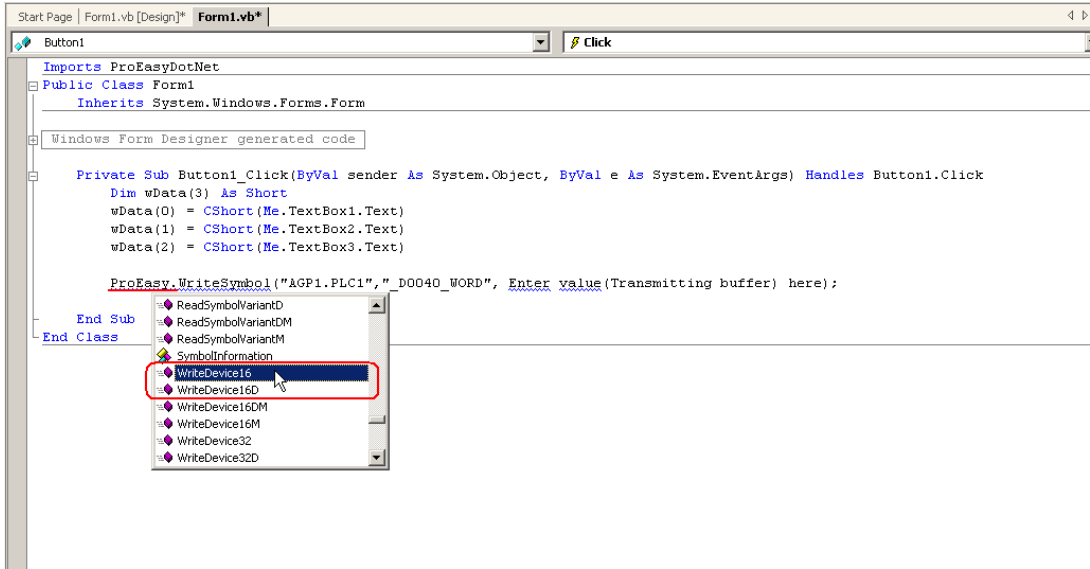 Start Page Form1.vb [Design]* Form1.vb*
Button1 Click
Imports ProEasyDotNet
Public Class Form1
Inherits System.Windows.Forms.Form
Windows Form Designer generated code
Private Sub Button1_Click(ByVal sender As System.Object, ByVal e As System.EventArgs) Handles Button1.Click
Dim wData(3) As Short
wData(0) = CShort(Me.TextBox1.Text)
wData(1) = CShort(Me.TextBox2.Text)
wData(2) = CShort(Me.TextBox3.Text)
ProEasy.WriteSymbol("AGP1.PLC1","_D0040_WORD", Enter value(Transmitting buffer) here);
ReadSymbolVariantD
ReadSymbolVariantDM
End Sub
ReadSymbolVariantM
End Class
SymbolInformation
WriteDevice16
WriteDevice16D
WriteDevice16DM
WriteDevice16M
WriteDevice32
WriteDevice32D